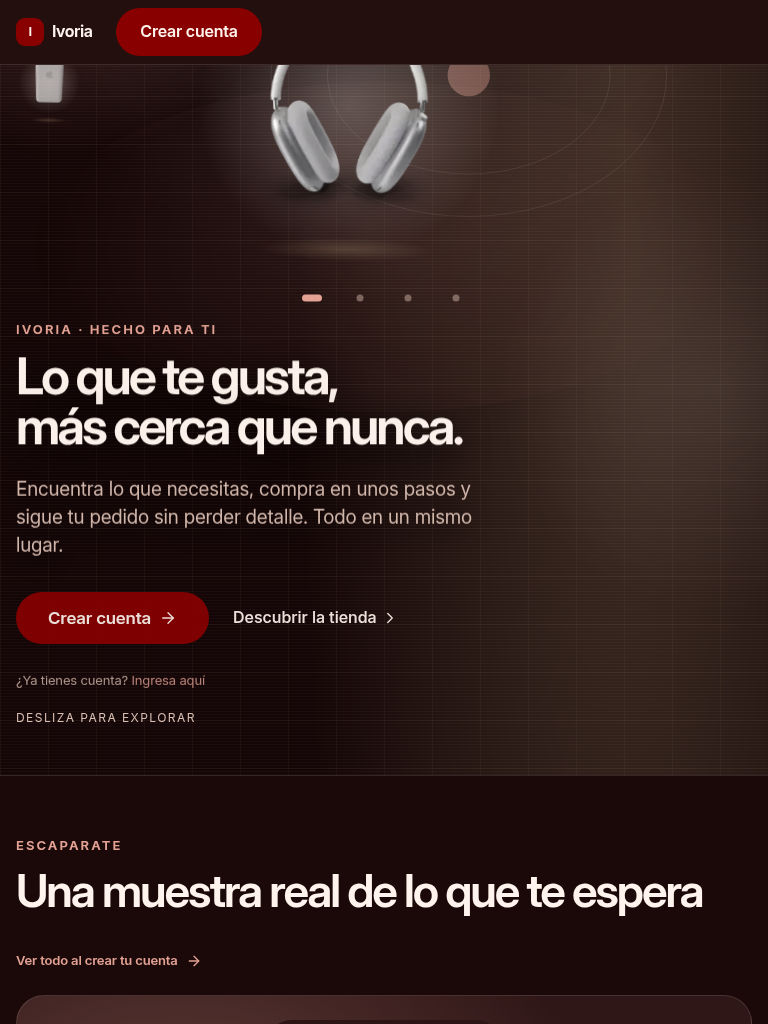 I Ivoria Crear cuenta
IVORIA · HECHO PARA TI
Lo que te gusta,
más cerca que nunca.
Encuentra lo que necesitas, compra en unos pasos y
sigue tu pedido sin perder detalle. Todo en un mismo
lugar.
Crear cuenta Descubrir la tienda
¿Ya tienes cuenta? Ingresa aquí
DESLIZA PARA EXPLORAR
ESCAPARATE
Una muestra real de lo que te espera
Ver todo al crear tu cuenta